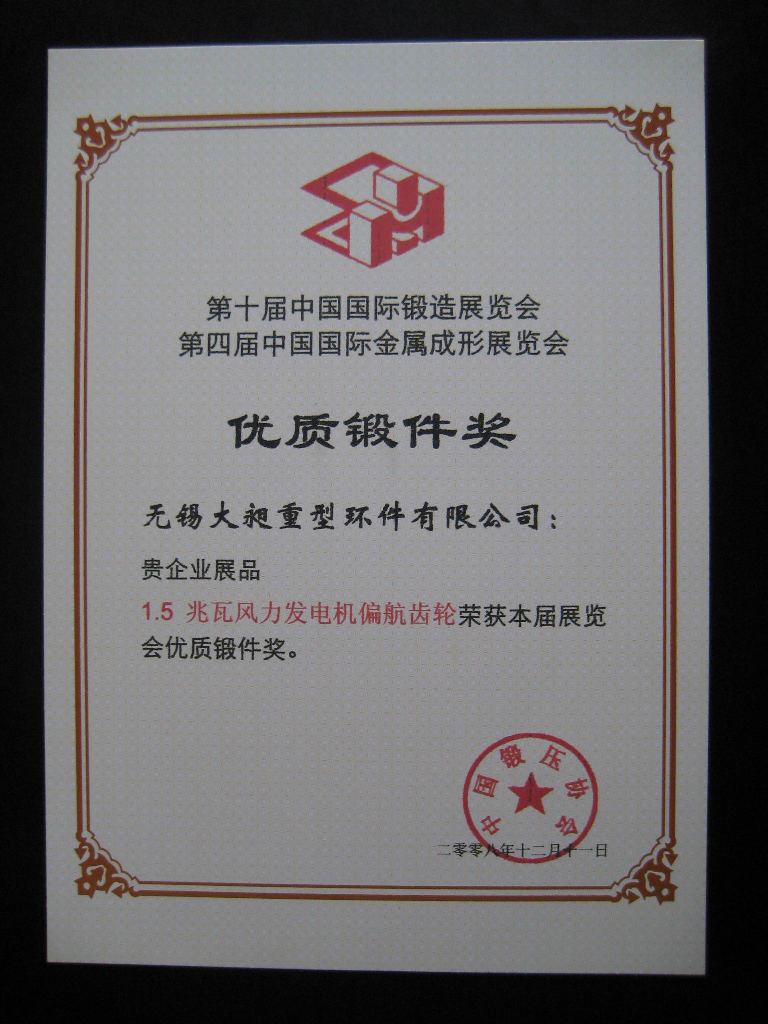 第十届中国国际锻造展览会
第四届中国国际金属成形展览会
优质锻件奖
无锡大昶重型环件有限公司：
贵企业展品
1.5 兆瓦风力发电机偏航齿轮荣获本届展览
会优质锻件奖。
中国锻压协会
二零零八年十二月十一日